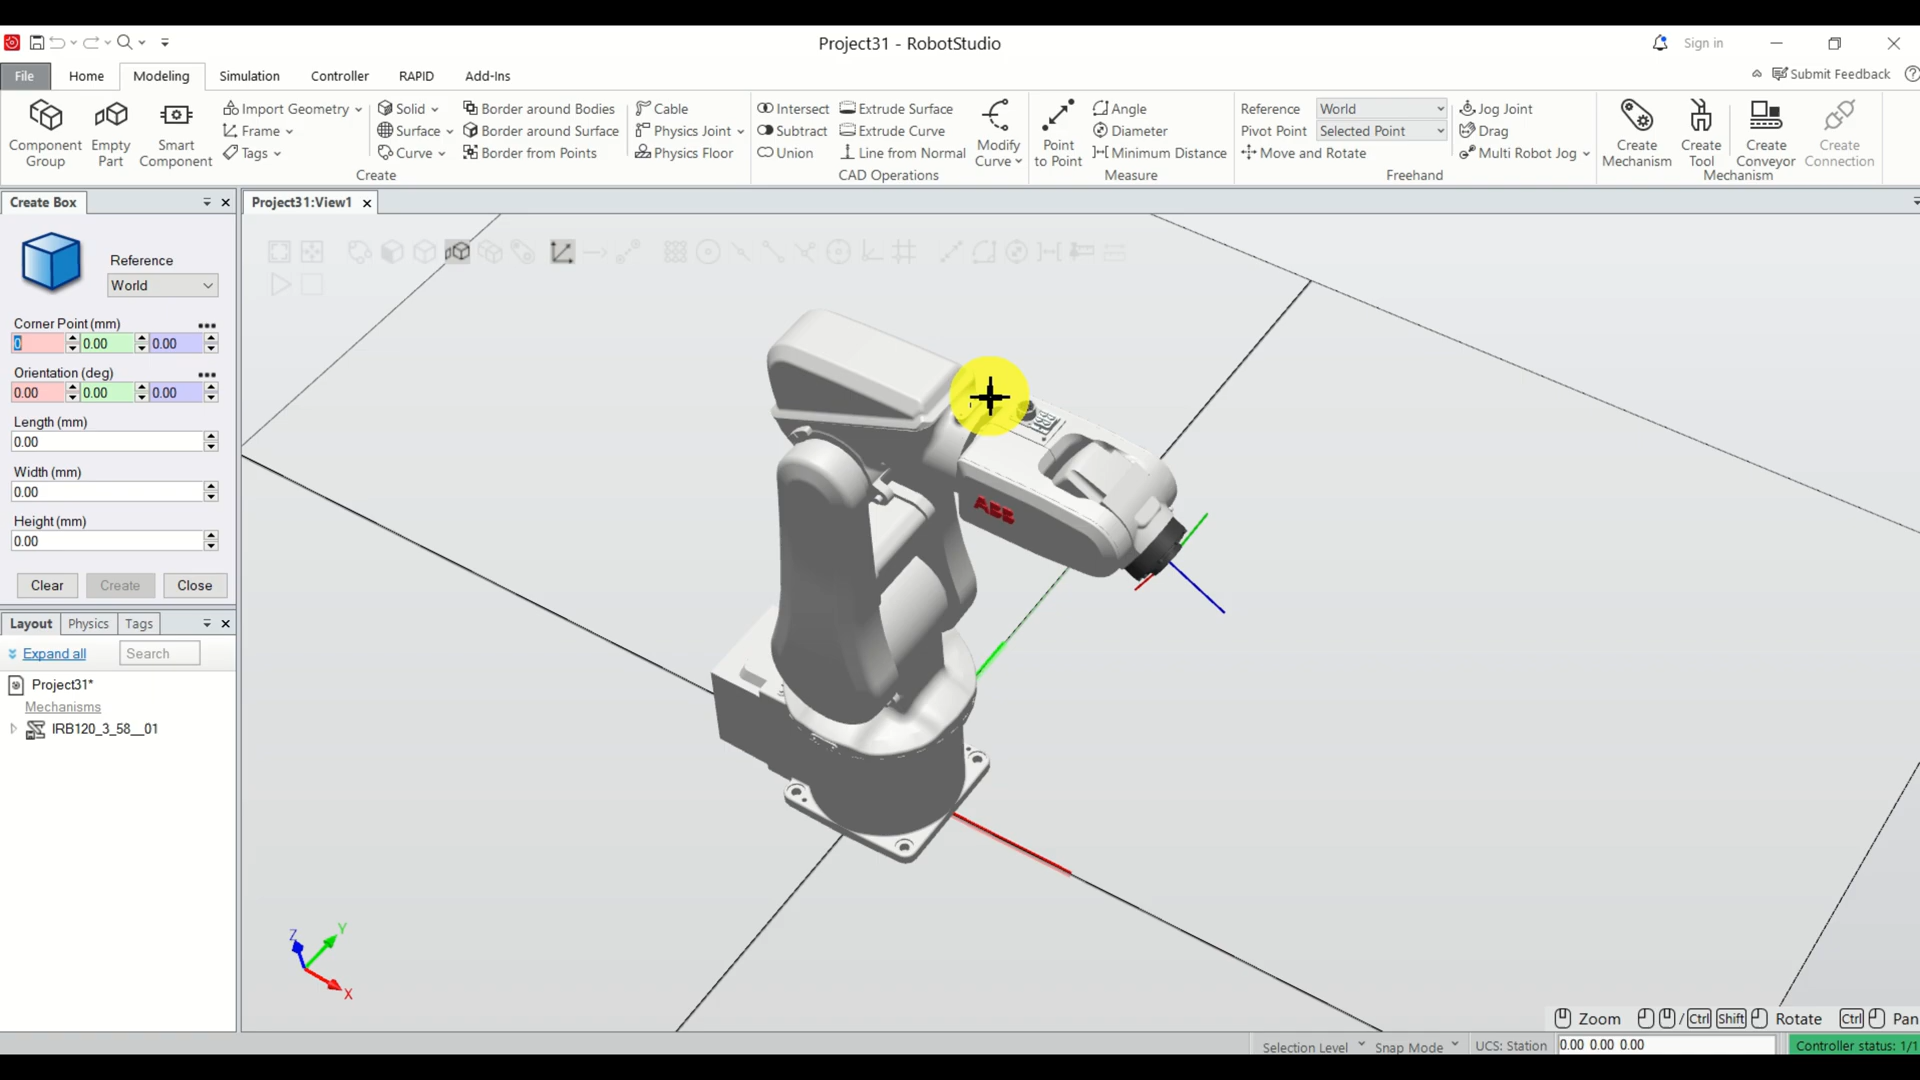 Project31 - RobotStudio
Sign in
File Home Modeling Simulation Controller RAPID Add-Ins
Submit Feedback
Component Group
Empty Part
Smart Component
Import Geometry
Frame
Tags
Solid
Surface
Curve
Border around Bodies
Border around Surface
Border from Points
Cable
Physics Joint
Physics Floor
Create
Intersect
Subtract
Union
Extrude Surface
Extrude Curve
Line from Normal
Modify Curve
CAD Operations
Point to Point
Angle
Diameter
Minimum Distance
Measure
Reference World
Pivot Point Selected Point
Move and Rotate
Jog Joint
Drag
Multi Robot Jog
Freehand
Create Mechanism
Create Tool
Create Conveyor
Create Connection
Mechanism
Create Box
Project31:View1
Reference
World
Corner Point (mm)
0 0.00 0.00
Orientation (deg)
0.00 0.00 0.00
Length (mm)
0.00
Width (mm)
0.00
Height (mm)
0.00
Clear Create Close
Layout Physics Tags
Expand all Search
Project31*
Mechanisms
IRB120_3_58__01
ABB
Z Y
X
Zoom / Ctrl Shift Rotate Ctrl Pan
Selection Level Snap Mode UCS: Station 0.00 0.00 0.00 Controller status: 1/1